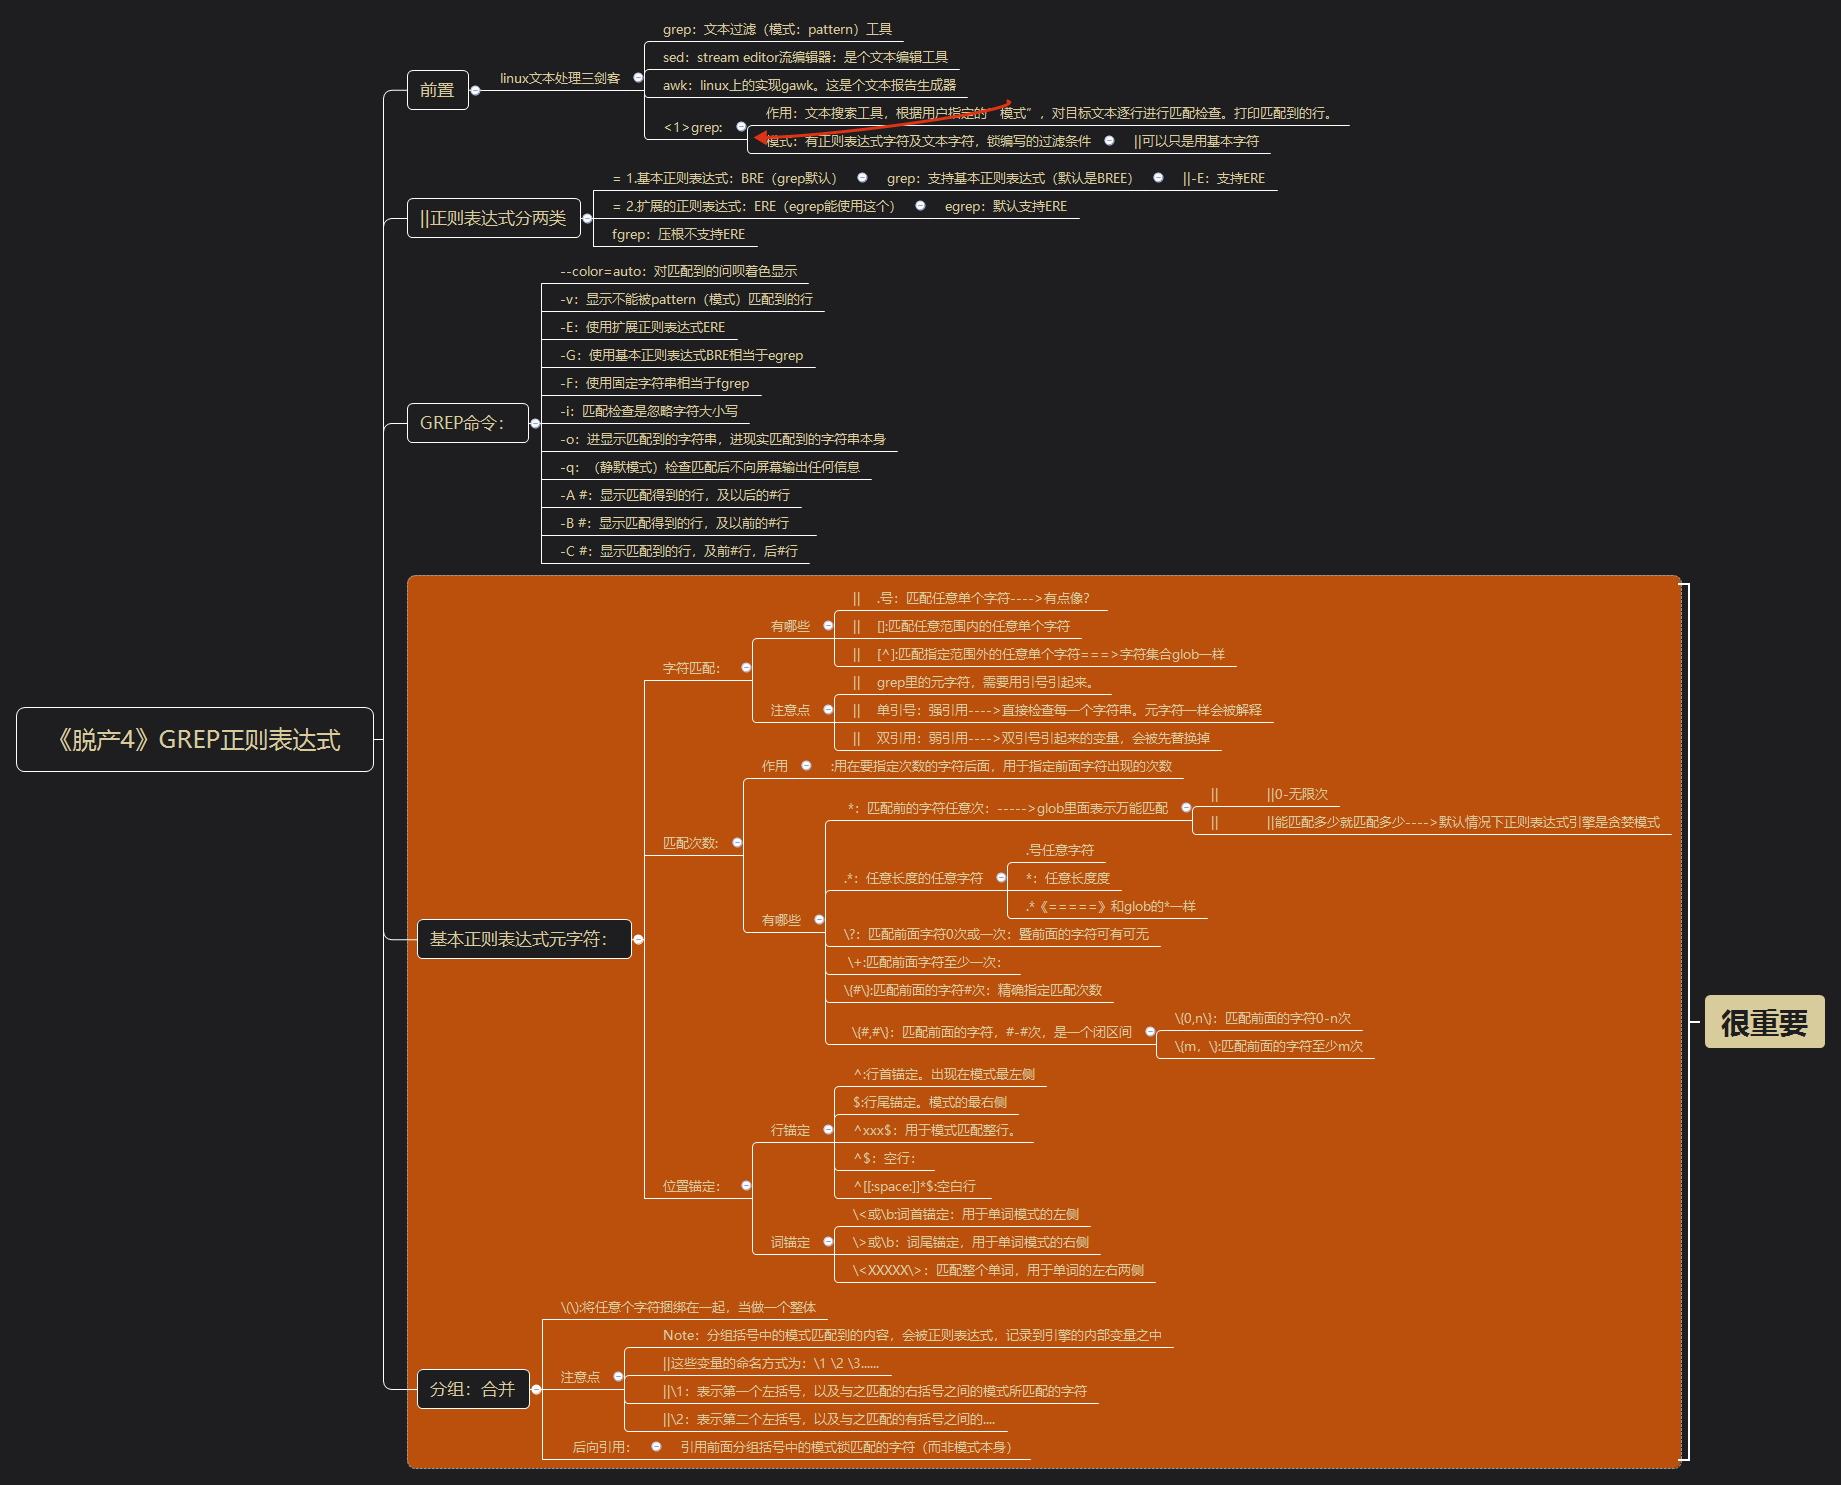 《脱产4》GREP正则表达式
前置
linux文本处理三剑客
grep：文本过滤（模式：pattern）工具
sed：stream editor流编辑器：是个文本编辑工具
awk：linux上的实现gawk。这是个文本报告生成器
<1>grep:
作用：文本搜索工具，根据用户指定的“模式”，对目标文本逐行进行匹配检查。打印匹配到的行。
模式：有正则表达式字符及文本字符，锁编写的过滤条件
||可以只是用基本字符
||正则表达式分两类
= 1.基本正则表达式：BRE（grep默认）
grep：支持基本正则表达式（默认是BREE）
||-E：支持ERE
= 2.扩展的正则表达式：ERE（egrep能使用这个）
egrep：默认支持ERE
fgrep：压根不支持ERE
GREP命令：
--color=auto：对匹配到的问呗着色显示
-v：显示不能被pattern（模式）匹配到的行
-E：使用扩展正则表达式ERE
-G：使用基本正则表达式BRE相当于egrep
-F：使用固定字符串相当于fgrep
-i：匹配检查是忽略字符大小写
-o：进显示匹配到的字符串，进现实匹配到的字符串本身
-q：（静默模式）检查匹配后不向屏幕输出任何信息
-A #：显示匹配得到的行，及以后的#行
-B #：显示匹配得到的行，及以前的#行
-C #：显示匹配到的行，及前#行，后#行
基本正则表达式元字符：
字符匹配：
有哪些
|| .号：匹配任意单个字符---->有点像?
|| []:匹配任意范围内的任意单个字符
|| [^]:匹配指定范围外的任意单个字符===>字符集合glob一样
注意点
|| grep里的元字符，需要用引号引起来。
|| 单引号：强引用---->直接检查每一个字符串。元字符一样会被解释
|| 双引用：弱引用---->双引号引起来的变量，会被先替换掉
匹配次数:
作用
:用在要指定次数的字符后面，用于指定前面字符出现的次数
有哪些
*：匹配前的字符任意次：----->glob里面表示万能匹配
|| ||0-无限次
|| ||能匹配多少就匹配多少---->默认情况下正则表达式引擎是贪婪模式
.*：任意长度的任意字符
.号任意字符
*：任意长度度
.*《=====》和glob的*一样
\?：匹配前面字符0次或一次：暨前面的字符可有可无
\+:匹配前面字符至少一次：
\{#\}:匹配前面的字符#次：精确指定匹配次数
\{#,#\}：匹配前面的字符，#-#次，是一个闭区间
\{0,n\}：匹配前面的字符0-n次
\{m，\}:匹配前面的字符至少m次
位置锚定：
行锚定
^:行首锚定。出现在模式最左侧
$:行尾锚定。模式的最右侧
^xxx$：用于模式匹配整行。
^$：空行：
^[[:space:]]*$:空白行
词锚定
\<或\b:词首锚定：用于单词模式的左侧
\>或\b：词尾锚定，用于单词模式的右侧
\<XXXXX\>：匹配整个单词，用于单词的左右两侧
分组：合并
\(\):将任意个字符捆绑在一起，当做一个整体
注意点
Note：分组括号中的模式匹配到的内容，会被正则表达式，记录到引擎的内部变量之中
||这些变量的命名方式为：\1 \2 \3......
||\1：表示第一个左括号，以及与之匹配的右括号之间的模式所匹配的字符
||\2：表示第二个左括号，以及与之匹配的有括号之间的....
后向引用：
引用前面分组括号中的模式锁匹配的字符（而非模式本身）
很重要